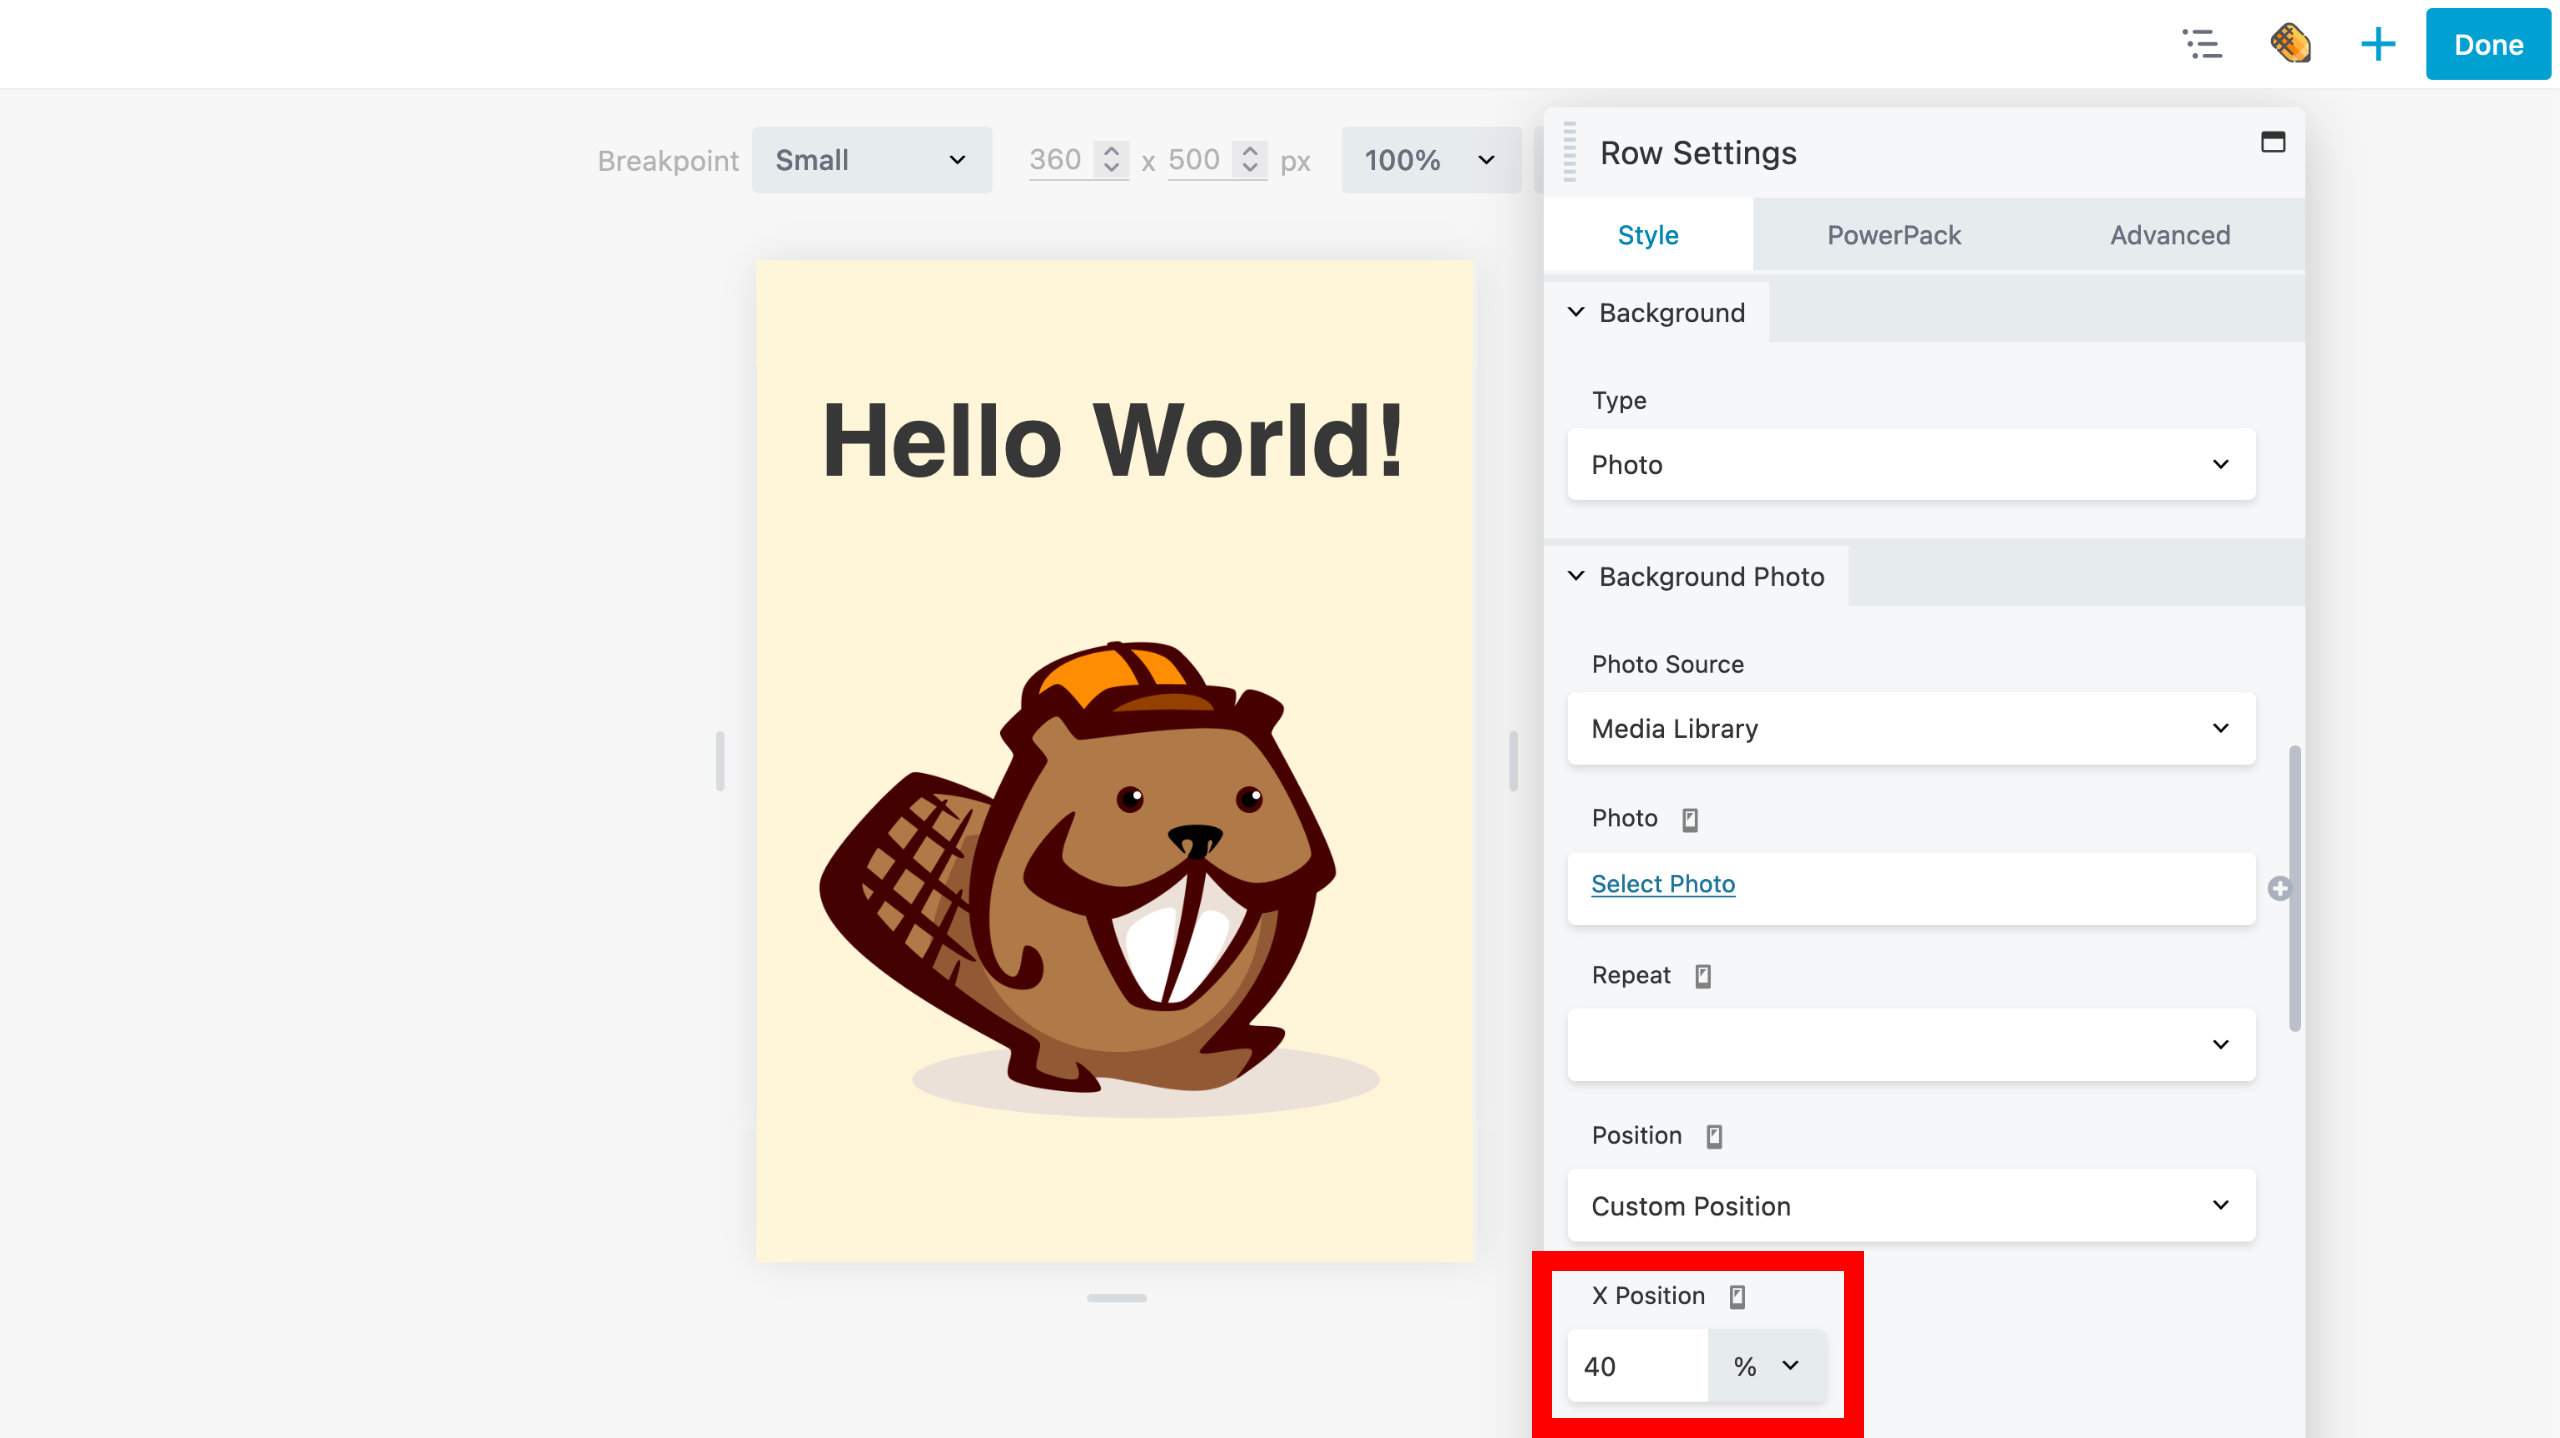 Done
Breakpoint Small 360 x 500 px 100%
Hello World!
Row Settings
Style PowerPack Advanced
Background
Type
Photo
Background Photo
Photo Source
Media Library
Photo
Select Photo
Repeat
Position
Custom Position
X Position
40 %